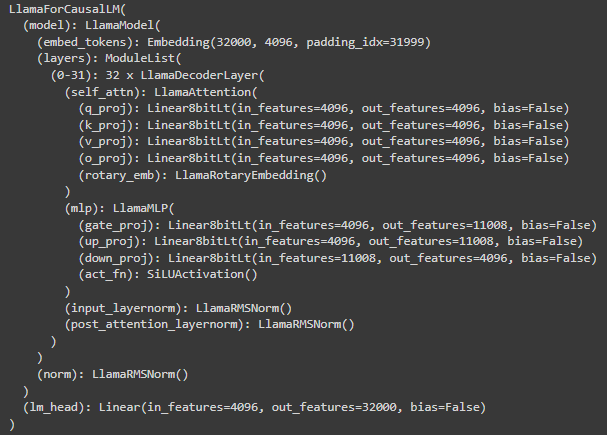 LlamaForCausalLM(
  (model): LlamaModel(
    (embed_tokens): Embedding(32000, 4096, padding_idx=31999)
    (layers): ModuleList(
      (0-31): 32 x LlamaDecoderLayer(
        (self_attn): LlamaAttention(
          (q_proj): Linear8bitLt(in_features=4096, out_features=4096, bias=False)
          (k_proj): Linear8bitLt(in_features=4096, out_features=4096, bias=False)
          (v_proj): Linear8bitLt(in_features=4096, out_features=4096, bias=False)
          (o_proj): Linear8bitLt(in_features=4096, out_features=4096, bias=False)
          (rotary_emb): LlamaRotaryEmbedding()
        )
        (mlp): LlamaMLP(
          (gate_proj): Linear8bitLt(in_features=4096, out_features=11008, bias=False)
          (up_proj): Linear8bitLt(in_features=4096, out_features=11008, bias=False)
          (down_proj): Linear8bitLt(in_features=11008, out_features=4096, bias=False)
          (act_fn): SiLUActivation()
        )
        (input_layernorm): LlamaRMSNorm()
        (post_attention_layernorm): LlamaRMSNorm()
      )
    )
    (norm): LlamaRMSNorm()
  )
  (lm_head): Linear(in_features=4096, out_features=32000, bias=False)
)